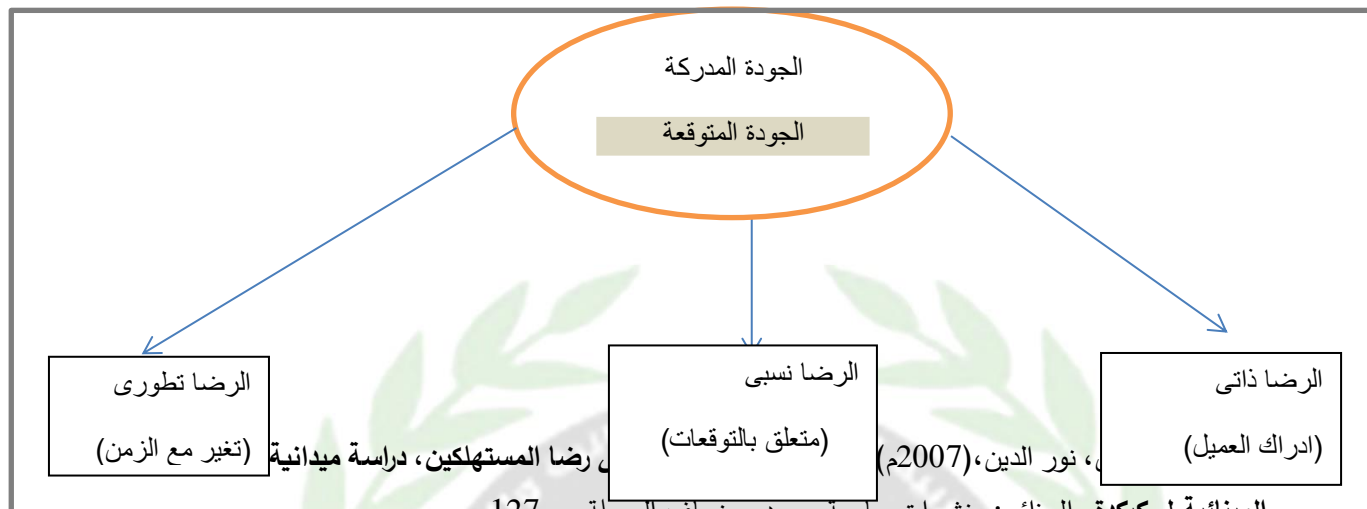 الجودة المدركة
الجودة المتوقعة
الرضا ذاتى
(ادراك العميل)
الرضا نسبى
(متعلق بالتوقعات)
الرضا تطورى
(تغير مع الزمن)
، نور الدين،(2007م) رضا المستهلكين، دراسة ميدانية
127